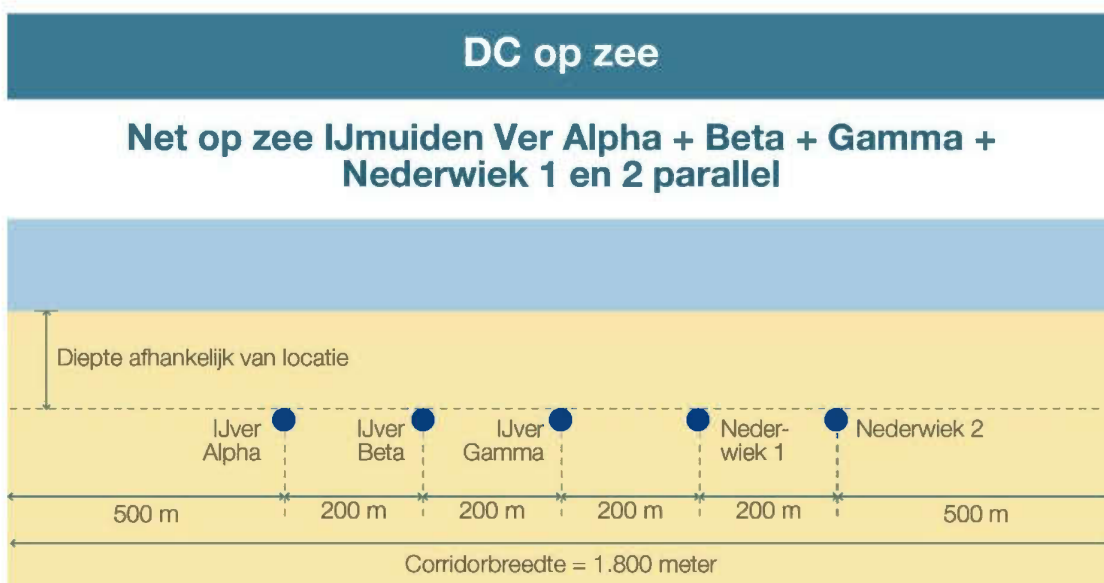 DC op zee
Net op zee IJmuiden Ver Alpha + Beta + Gamma +
Nederwiek 1 en 2 parallel
Diepte afhankelijk van locatie
IJver
Alpha
IJver
Beta
IJver
Gamma
Neder-
wiek 1
Nederwiek 2
500 m
200 m
200 m
200 m
200 m
500 m
Corridorbreedte = 1.800 meter